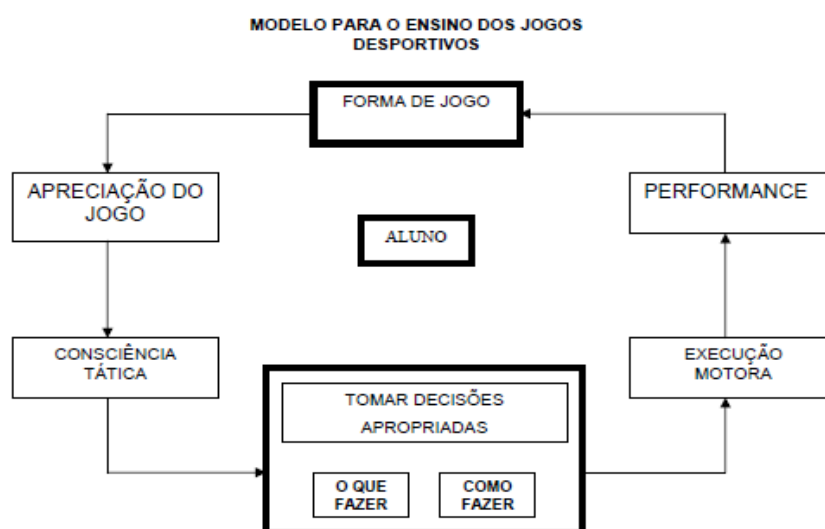 MODELO PARA O ENSINO DOS JOGOS
DESPORTIVOS
FORMA DE JOGO
APRECIAÇÃO DO
JOGO
PERFORMANCE
ALUNO
CONSCIÊNCIA
TÁTICA
EXECUÇÃO
MOTORA
TOMAR DECISÕES
APROPRIADAS
O QUE
FAZER
COMO
FAZER